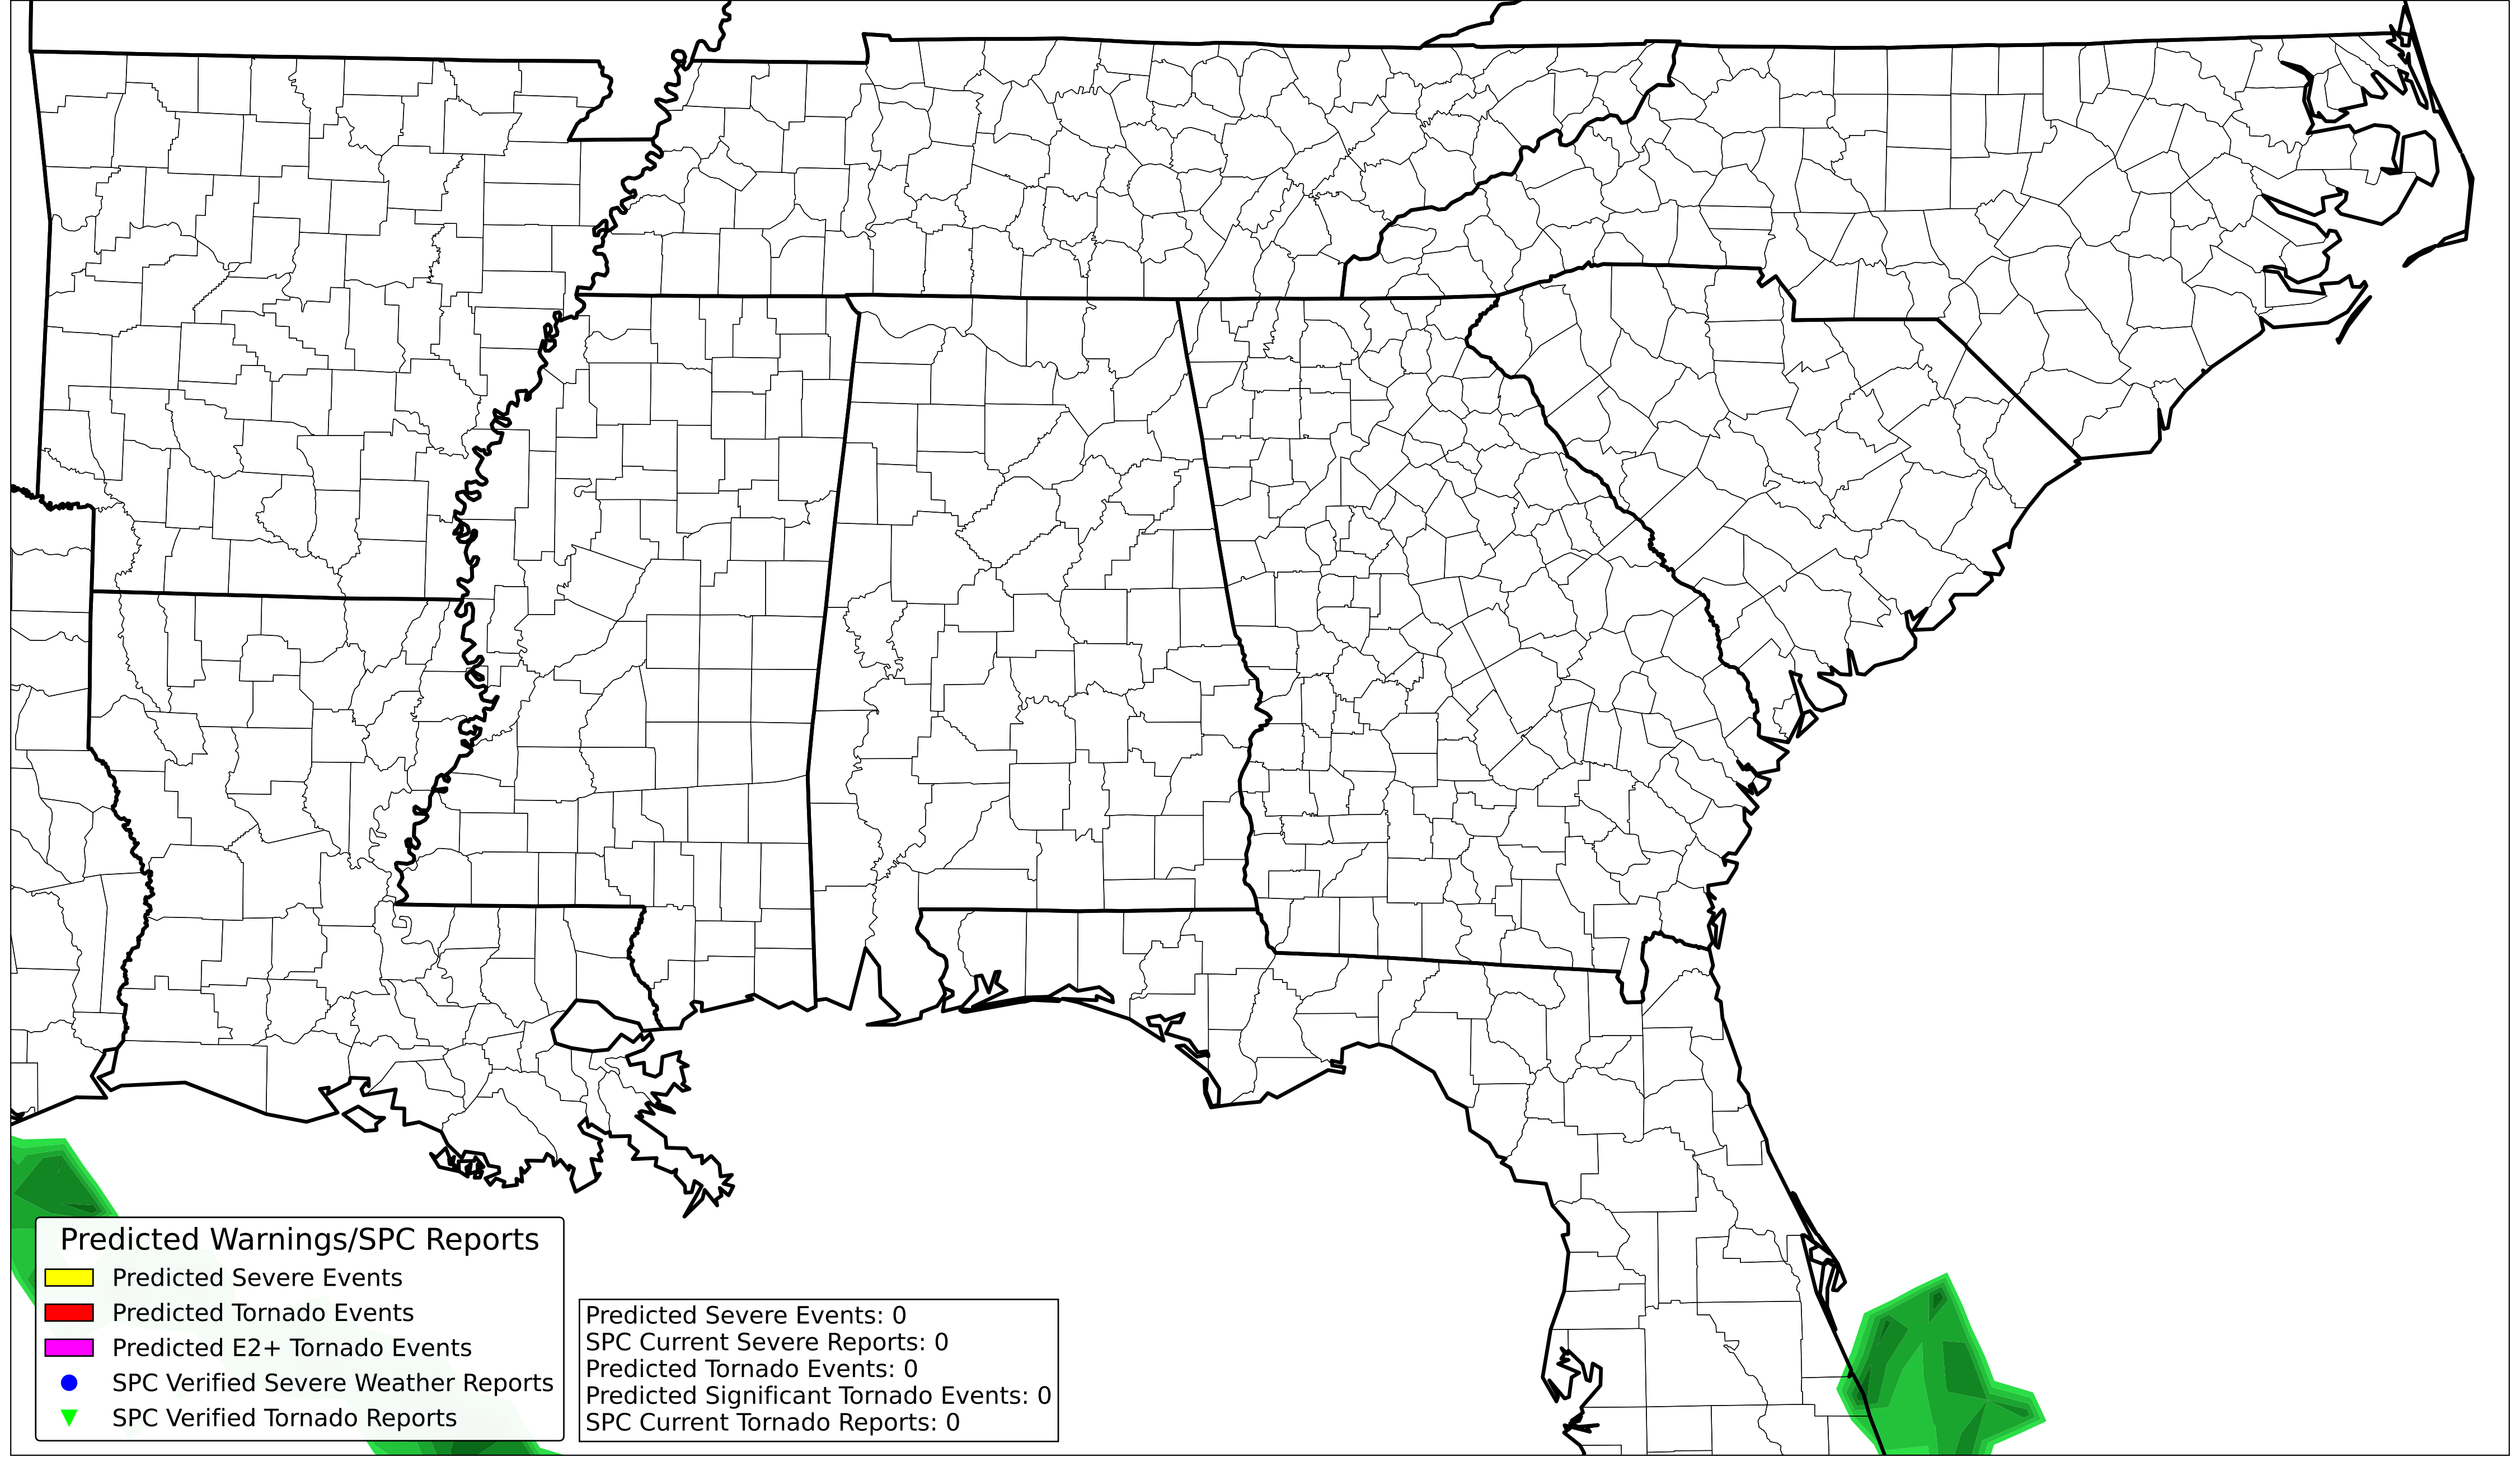 Predicted Warnings/SPC Reports
Predicted Severe Events
Predicted Tornado Events
Predicted E2+ Tornado Events
SPC Verified Severe Weather Reports
SPC Verified Tornado Reports
Predicted Severe Events: 0
SPC Current Severe Reports: 0
Predicted Tornado Events: 0
Predicted Significant Tornado Events: 0
SPC Current Tornado Reports: 0